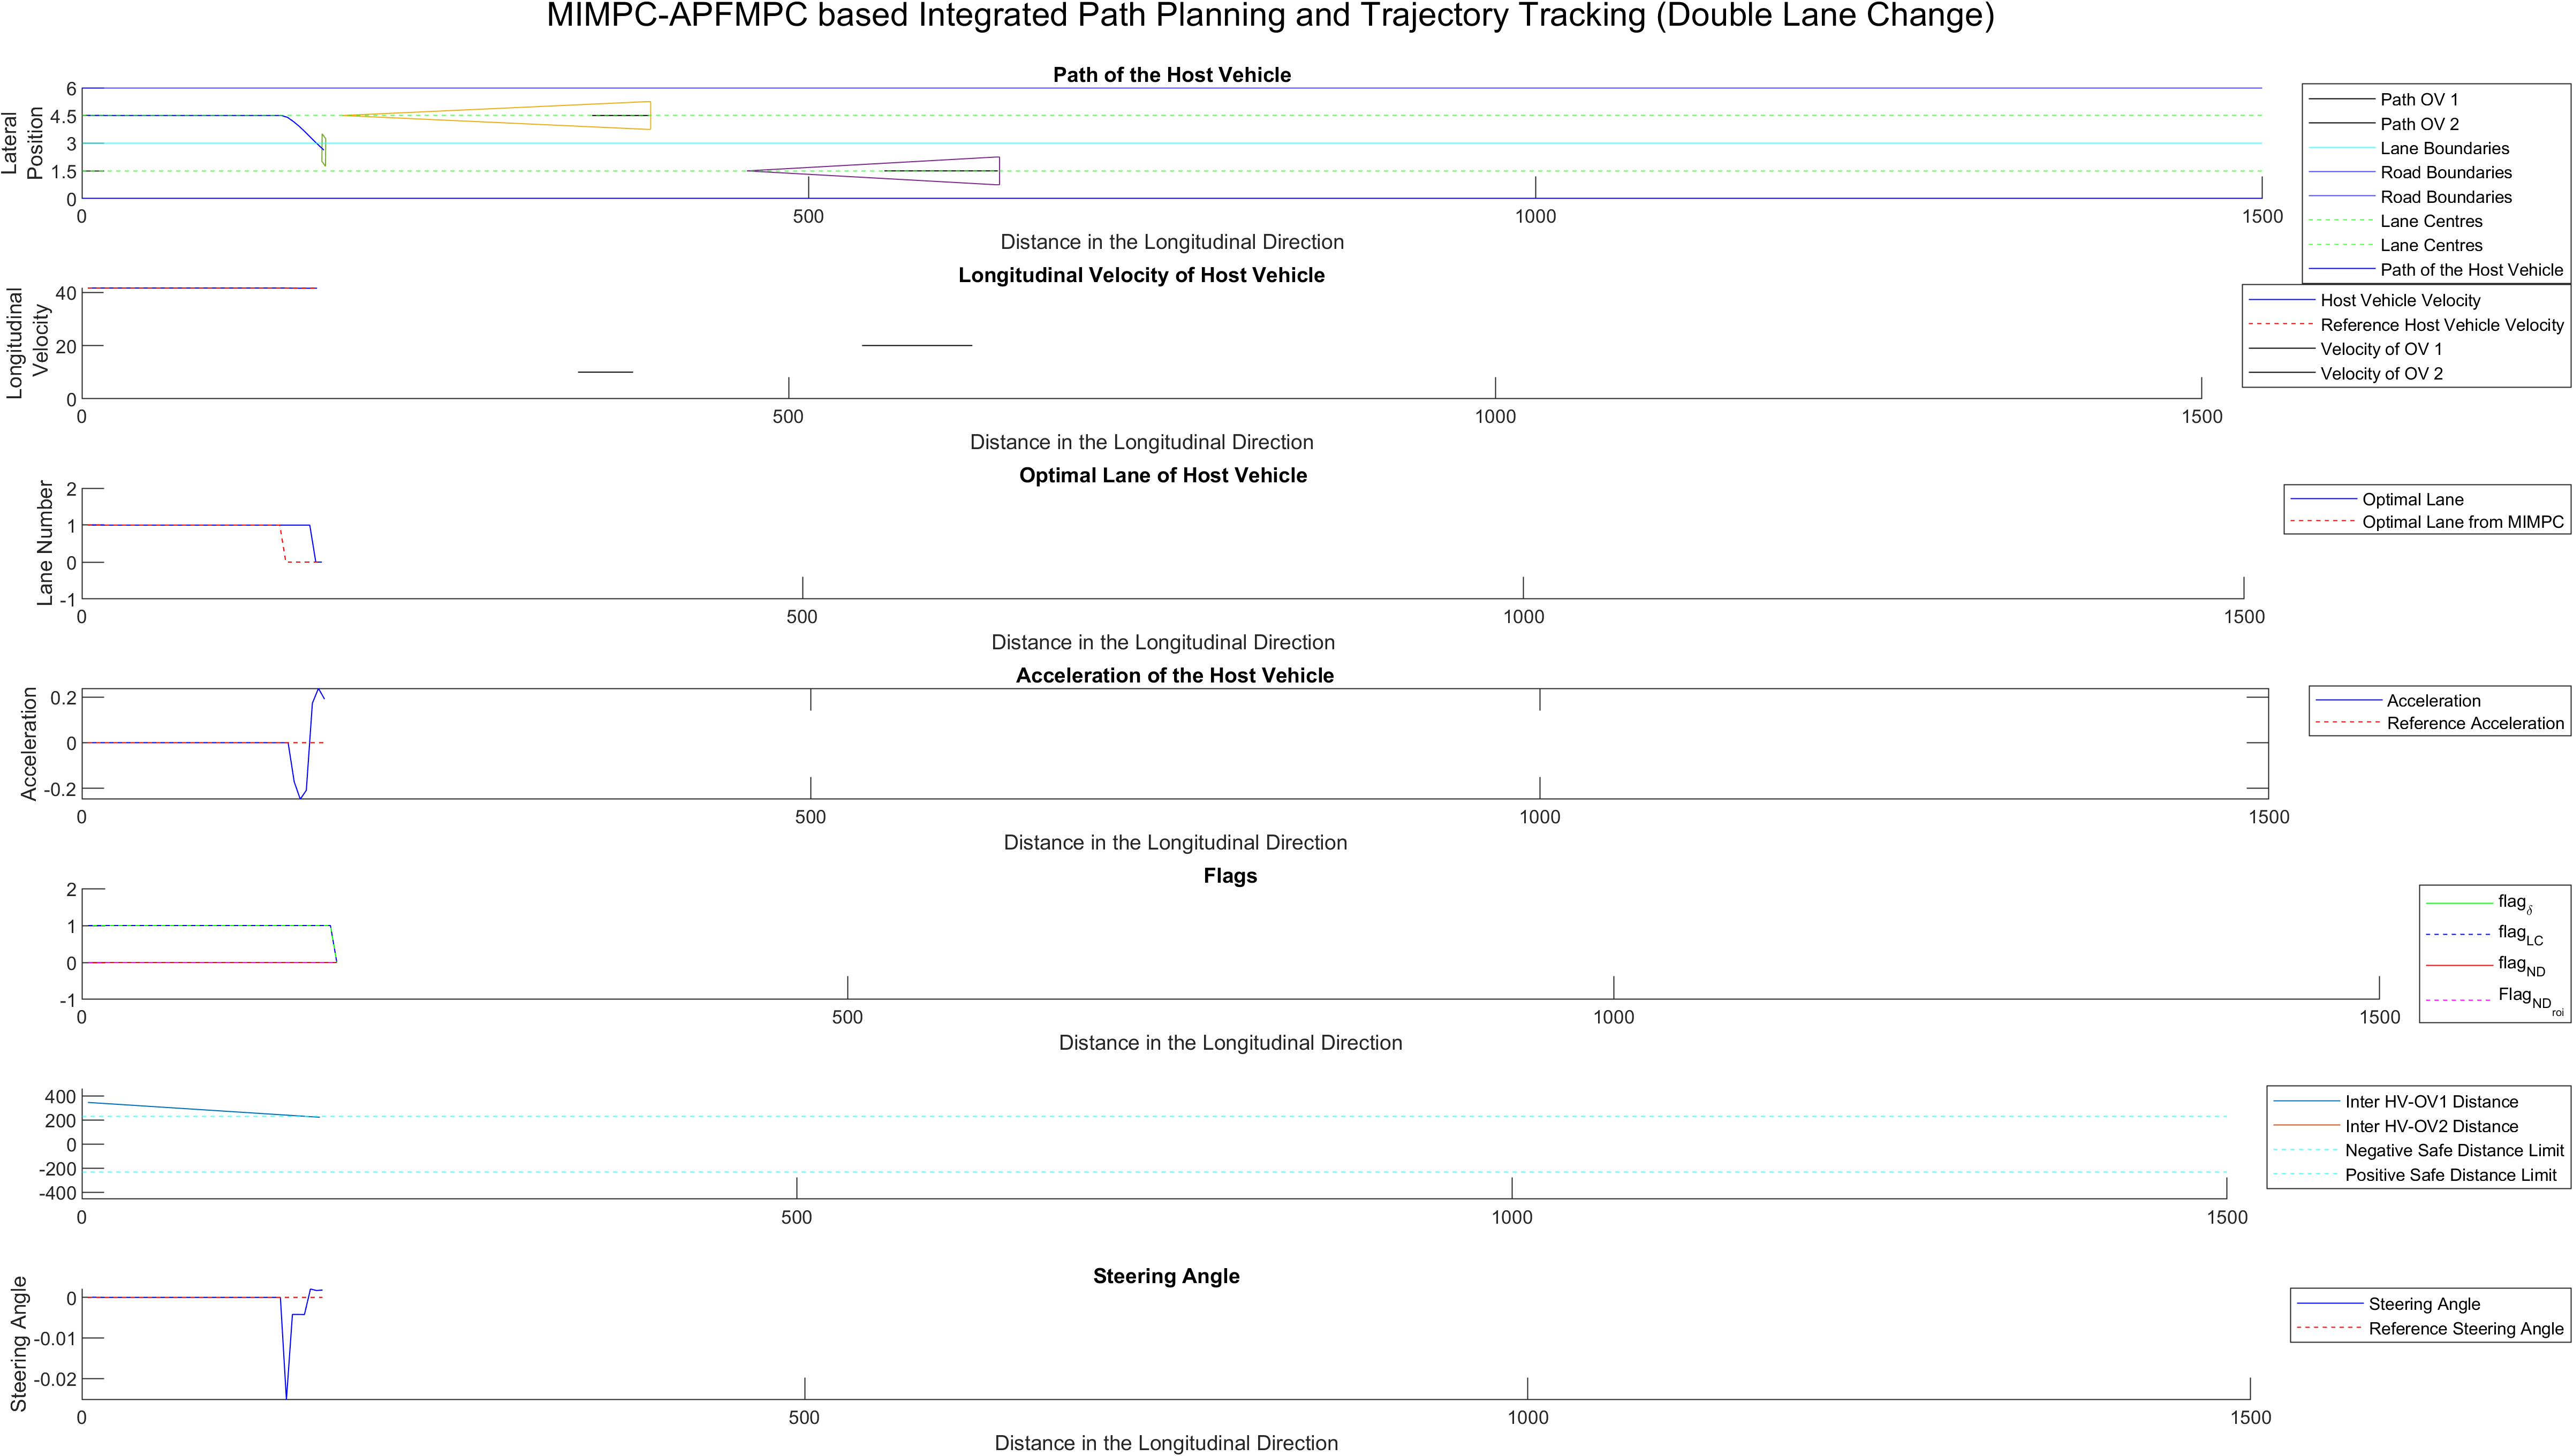 MIMPC-APFMPC based Integrated Path Planning and Trajectory Tracking (Double Lane Change)
Path of the Host Vehicle
Lateral
Position
6
4.5
3
1.5
0
0
500
1000
1500
Distance in the Longitudinal Direction
Path OV 1
Path OV 2
Lane Boundaries
Road Boundaries
Road Boundaries
Lane Centres
Lane Centres
Path of the Host Vehicle
Longitudinal Velocity of Host Vehicle
Longitudinal
Velocity
40
20
0
0
500
1000
1500
Distance in the Longitudinal Direction
Host Vehicle Velocity
Reference Host Vehicle Velocity
Velocity of OV 1
Velocity of OV 2
Optimal Lane of Host Vehicle
Lane Number
2
1
0
-1
0
500
1000
1500
Distance in the Longitudinal Direction
Optimal Lane
Optimal Lane from MIMPC
Acceleration of the Host Vehicle
Acceleration
0.2
0
-0.2
0
500
1000
1500
Distance in the Longitudinal Direction
Acceleration
Reference Acceleration
Flags
2
1
0
-1
0
500
1000
1500
Distance in the Longitudinal Direction
flagδ
flagLC
flagND
FlagNDroi
400
200
0
-200
-400
0
500
1000
1500
Inter HV-OV1 Distance
Inter HV-OV2 Distance
Negative Safe Distance Limit
Positive Safe Distance Limit
Steering Angle
Steering Angle
0
-0.01
-0.02
0
500
1000
1500
Distance in the Longitudinal Direction
Steering Angle
Reference Steering Angle